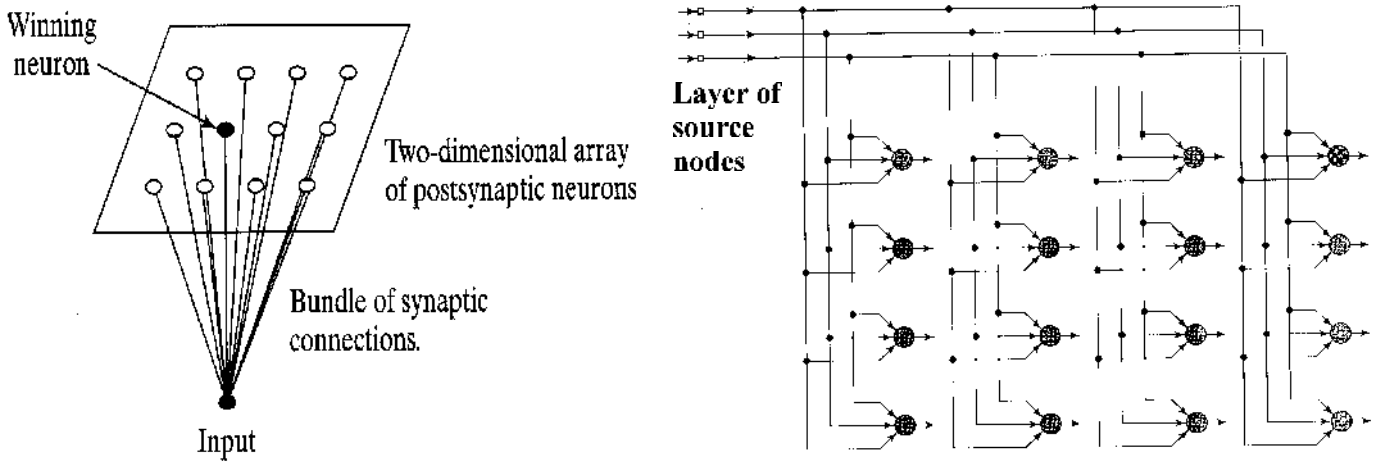 Winning
neuron
Two-dimensional array
of postsynaptic neurons
Bundle of synaptic
connections.
Input
Layer of
source
nodes